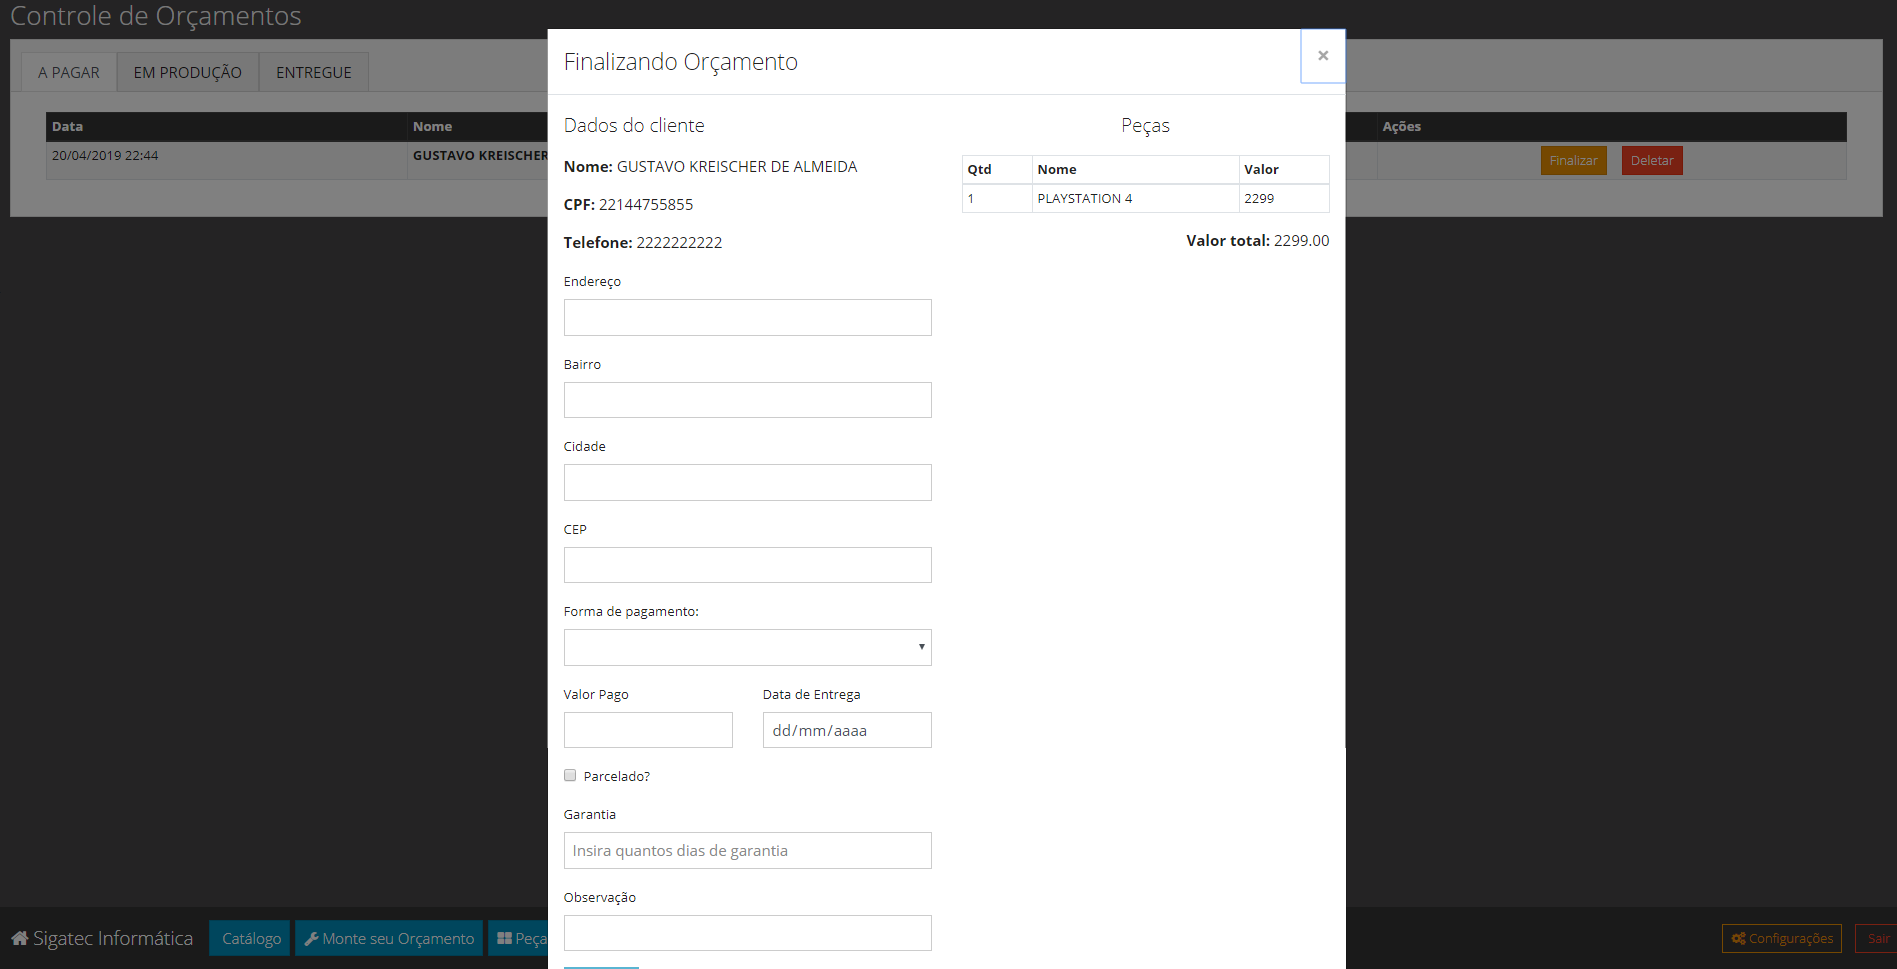 Controle de Orçamentos
A PAGAR
EM PRODUÇÃO
ENTREGUE
Data
Nome
Ações
20/04/2019 22:44
GUSTAVO KREISCHER
Finalizar
Deletar
Finalizando Orçamento
×
Dados do cliente
Nome: GUSTAVO KREISCHER DE ALMEIDA
CPF: 22144755855
Telefone: 2222222222
Endereço
Bairro
Cidade
CEP
Forma de pagamento:
Valor Pago
Data de Entrega
dd/mm/aaaa
Parcelado?
Garantia
Insira quantos dias de garantia
Observação
Peças
Qtd Nome Valor
1 PLAYSTATION 4 2299
Valor total: 2299.00
Sigatec Informática
Catálogo
Monte seu Orçamento
Peça
Configurações
Sair